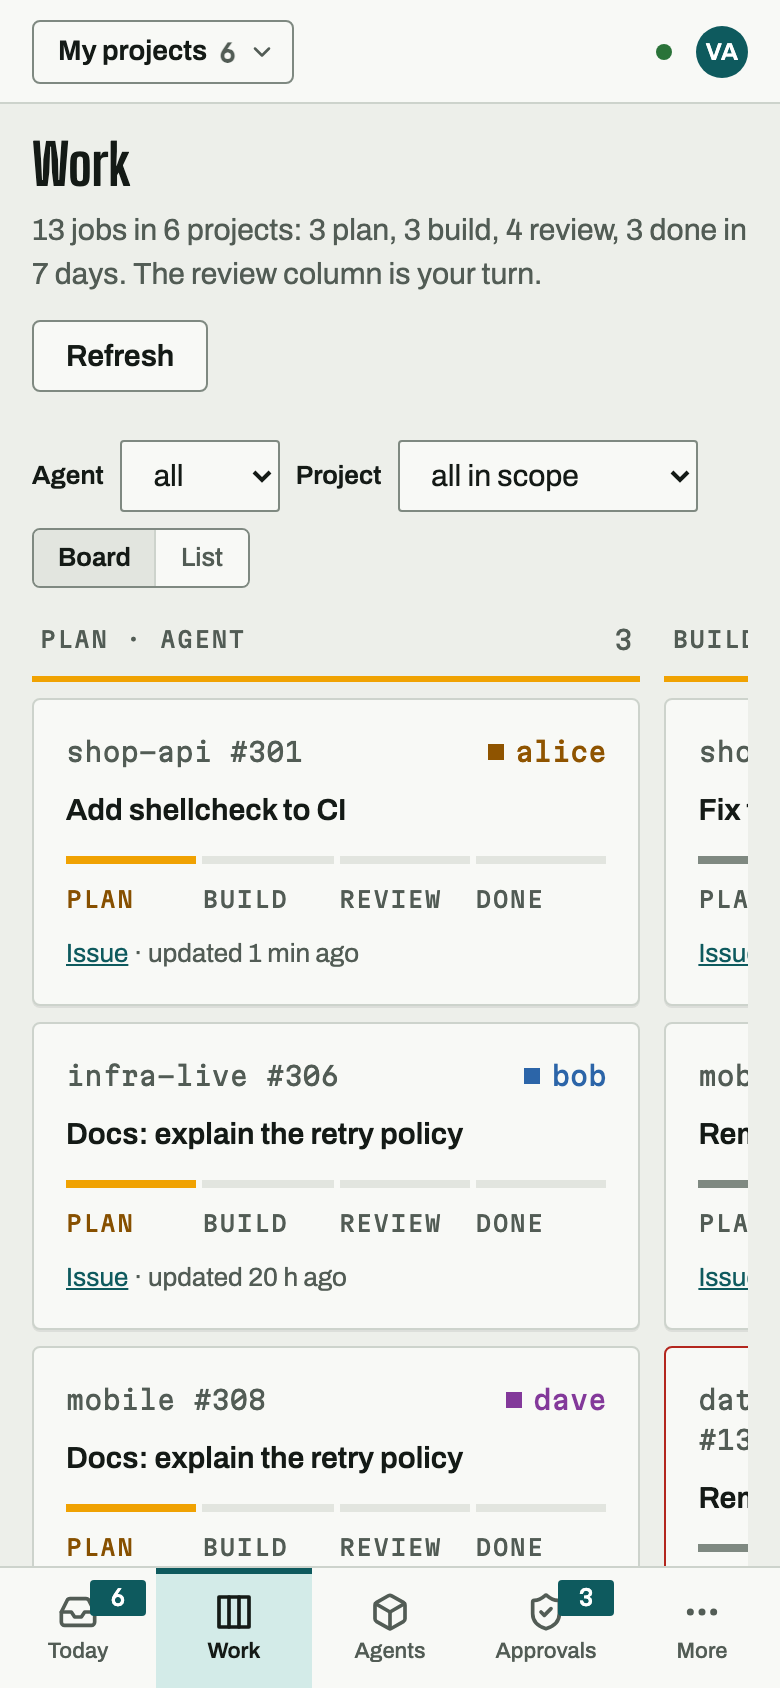 My projects 6
VA
Work
13 jobs in 6 projects: 3 plan, 3 build, 4 review, 3 done in
7 days. The review column is your turn.
Refresh
Agent all Project all in scope
Board List
PLAN · AGENT 3
shop-api #301 alice
Add shellcheck to CI
PLAN BUILD REVIEW DONE
Issue · updated 1 min ago
infra-live #306 bob
Docs: explain the retry policy
PLAN BUILD REVIEW DONE
Issue · updated 20 h ago
mobile #308 dave
Docs: explain the retry policy
PLAN BUILD REVIEW DONE
BUILD
Fix
6 3
Today Work Agents Approvals More